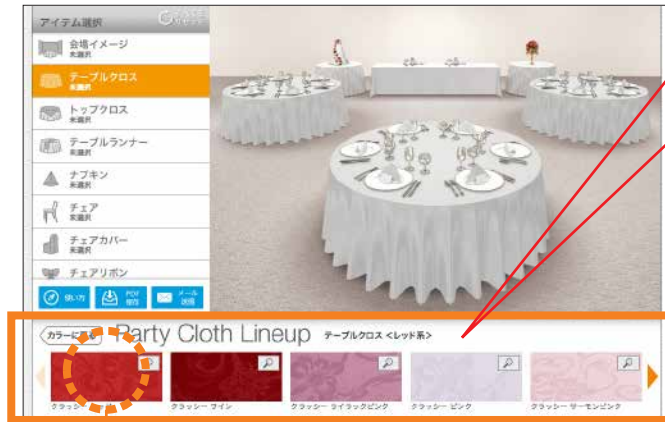 アイテム選択
会場イメージ
未選択
テーブルクロス
未選択
トップクロス
未選択
テーブルランナー
未選択
ナプキン
未選択
チェア
未選択
チェアカバー
未選択
チェアリボン
使い方
PDF
保存
メール
送信
カラーに戻る
Party Cloth Lineup
テーブルクロス <レッド系>
クラッシー ワイン
クラッシー ライラックピンク
クラッシー ピンク
クラッシー サーモンピンク